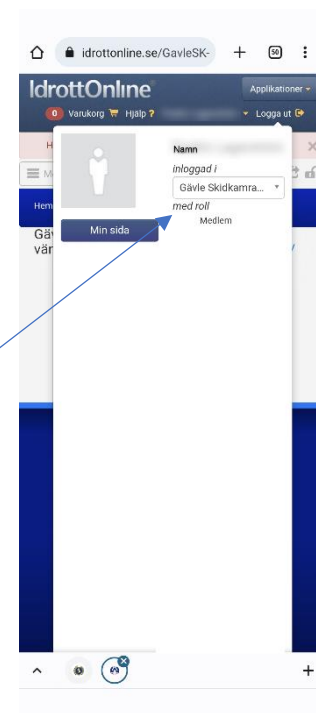 idrottonline.se/GavleSK-
50
IdrottOnline
Applikationer
0 Varukorg Hjälp ? Logga ut
H
Namn
inloggad i
M
Gävle Skidkamra...
med roll
Hem
Medlem
Gäv
Min sida
vär